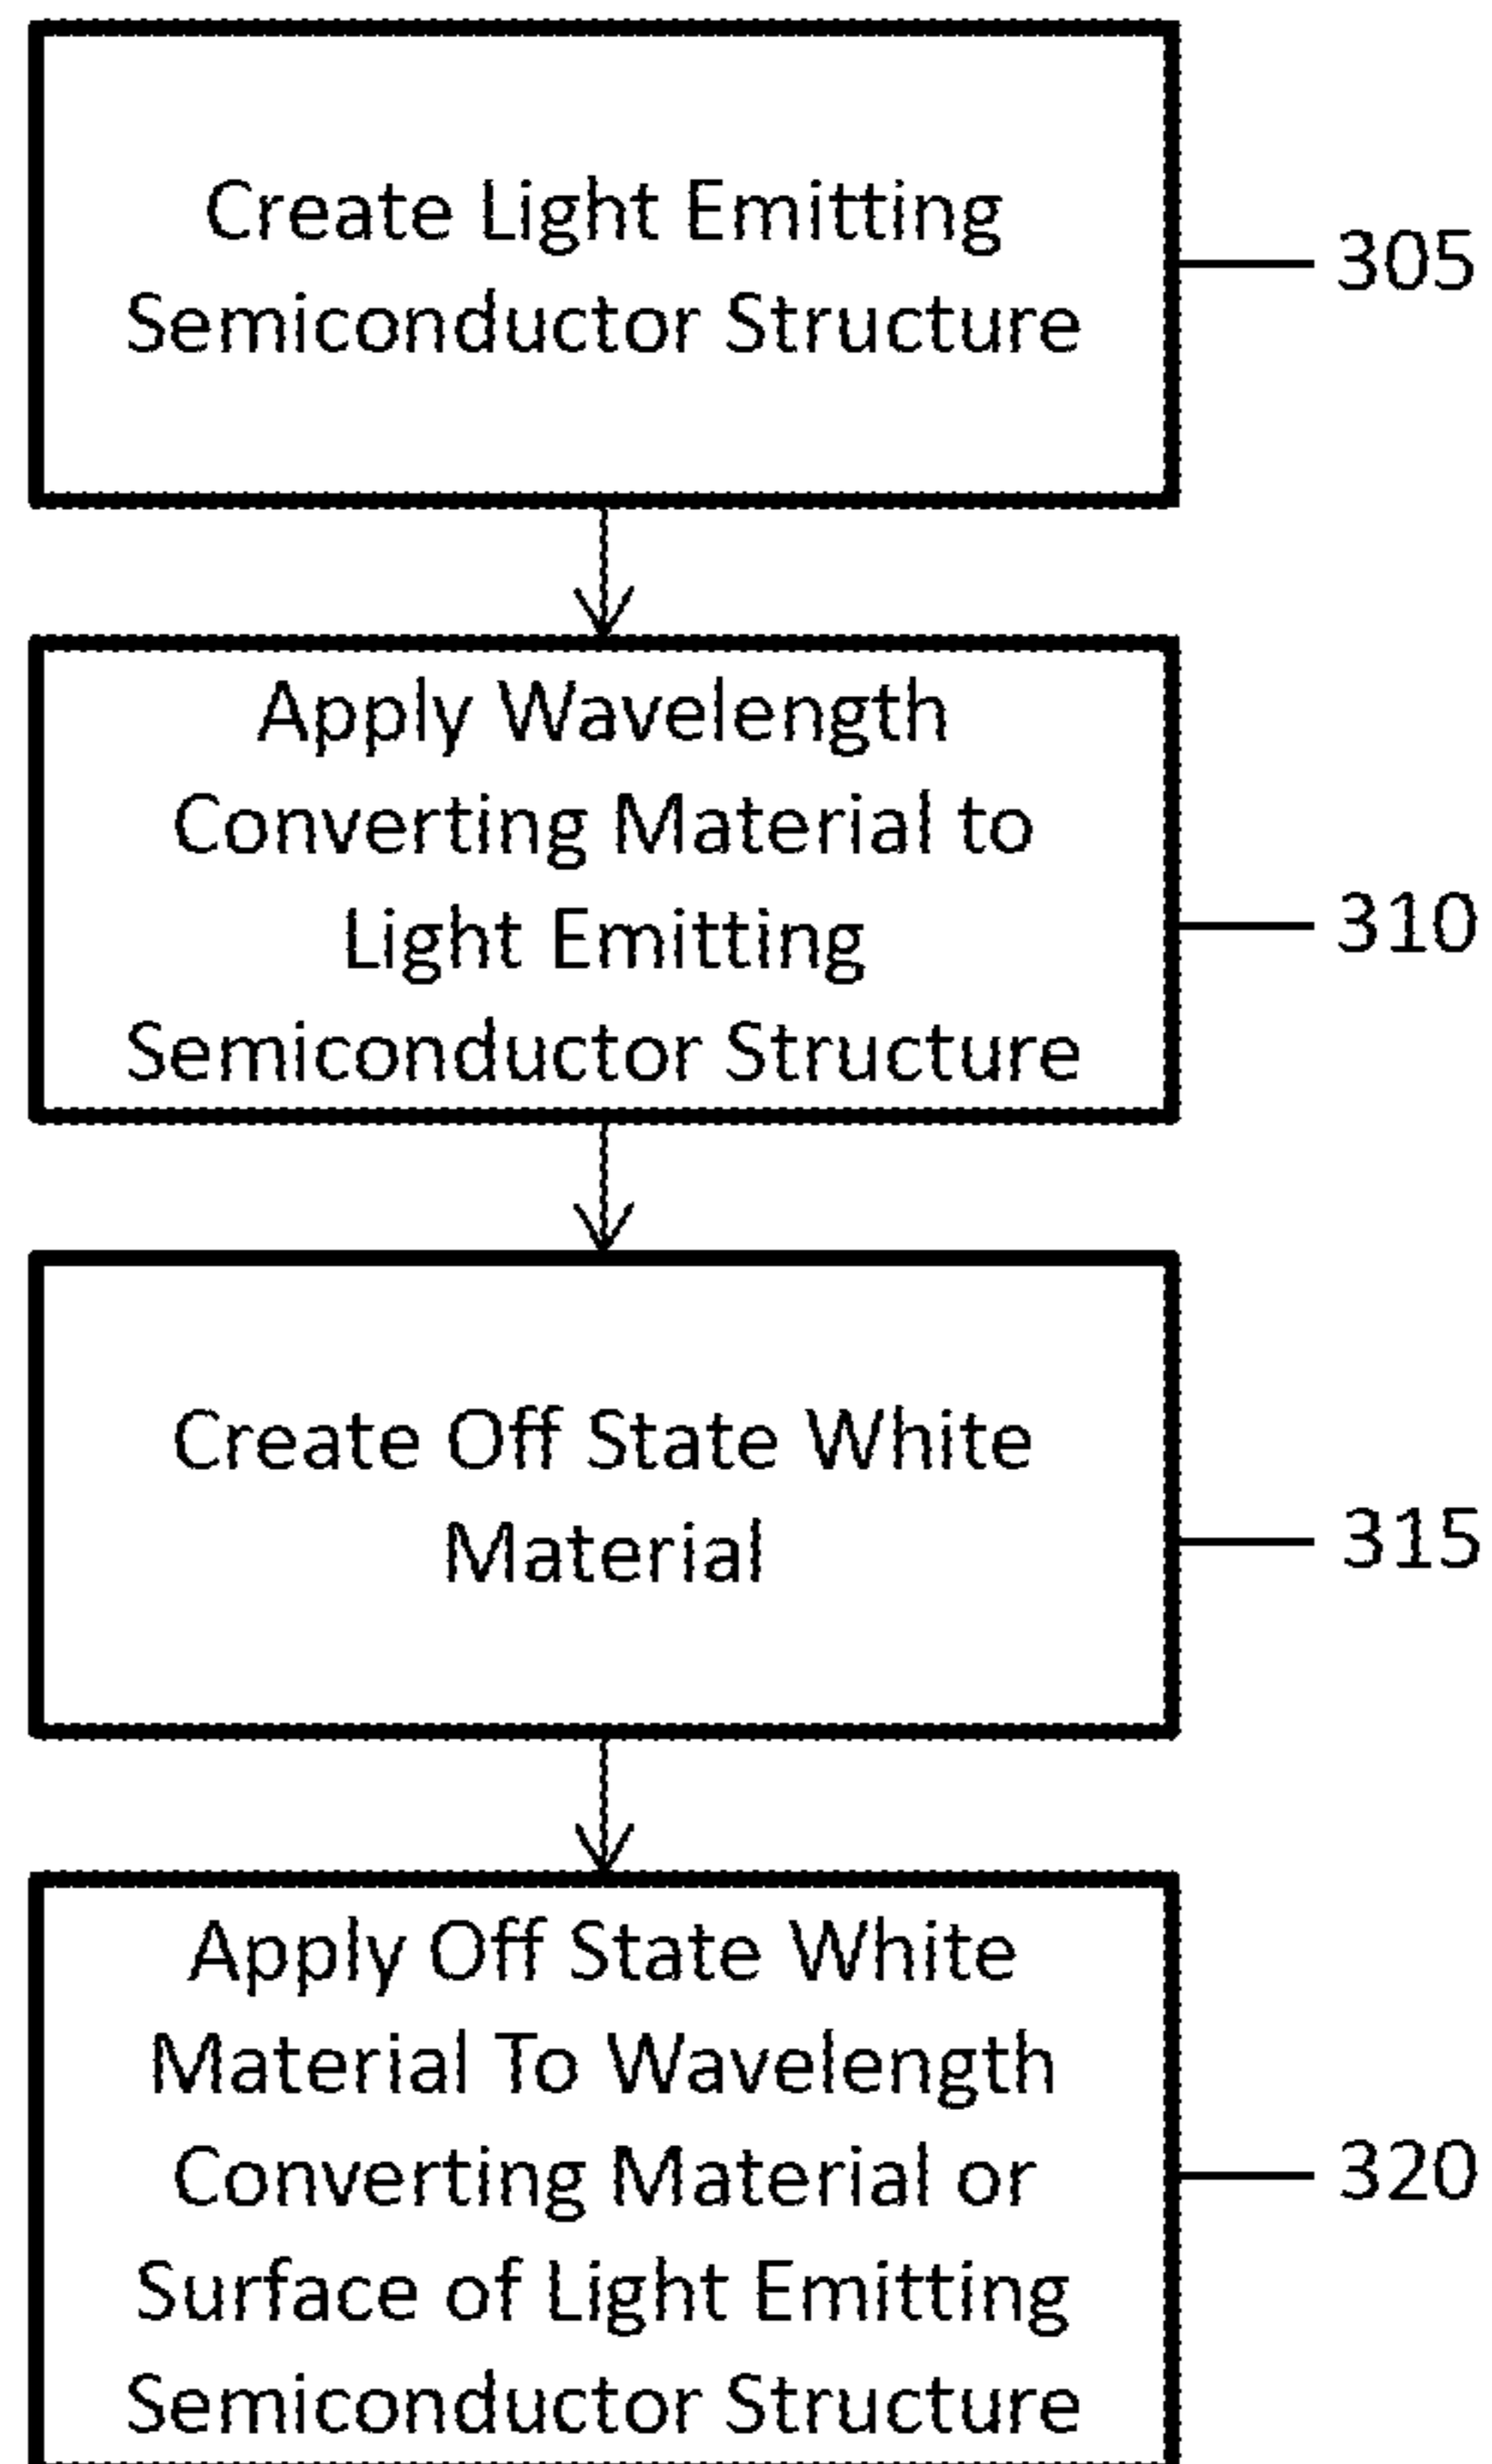 Create Light Emitting
Semiconductor Structure
305
Apply Wavelength
Converting Material to
Light Emitting
Semiconductor Structure
310
Create Off State White
Material
315
Apply Off State White
Material To Wavelength
Converting Material or
Surface of Light Emitting
Semiconductor Structure
320